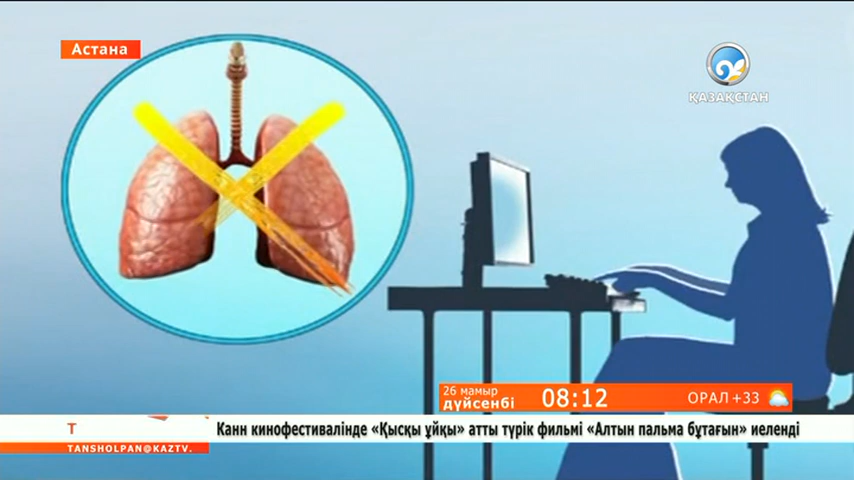 Астана
ҚАЗАҚСТАН
26 мамыр
дүйсенбі
08:12
ОРАЛ +33
Т
Канн кинофестивалінде «Қысқы ұйқы» атты түрік фильмі «Алтын пальма бұтағын» иеленді
TANSHOLPAN@KAZTV.